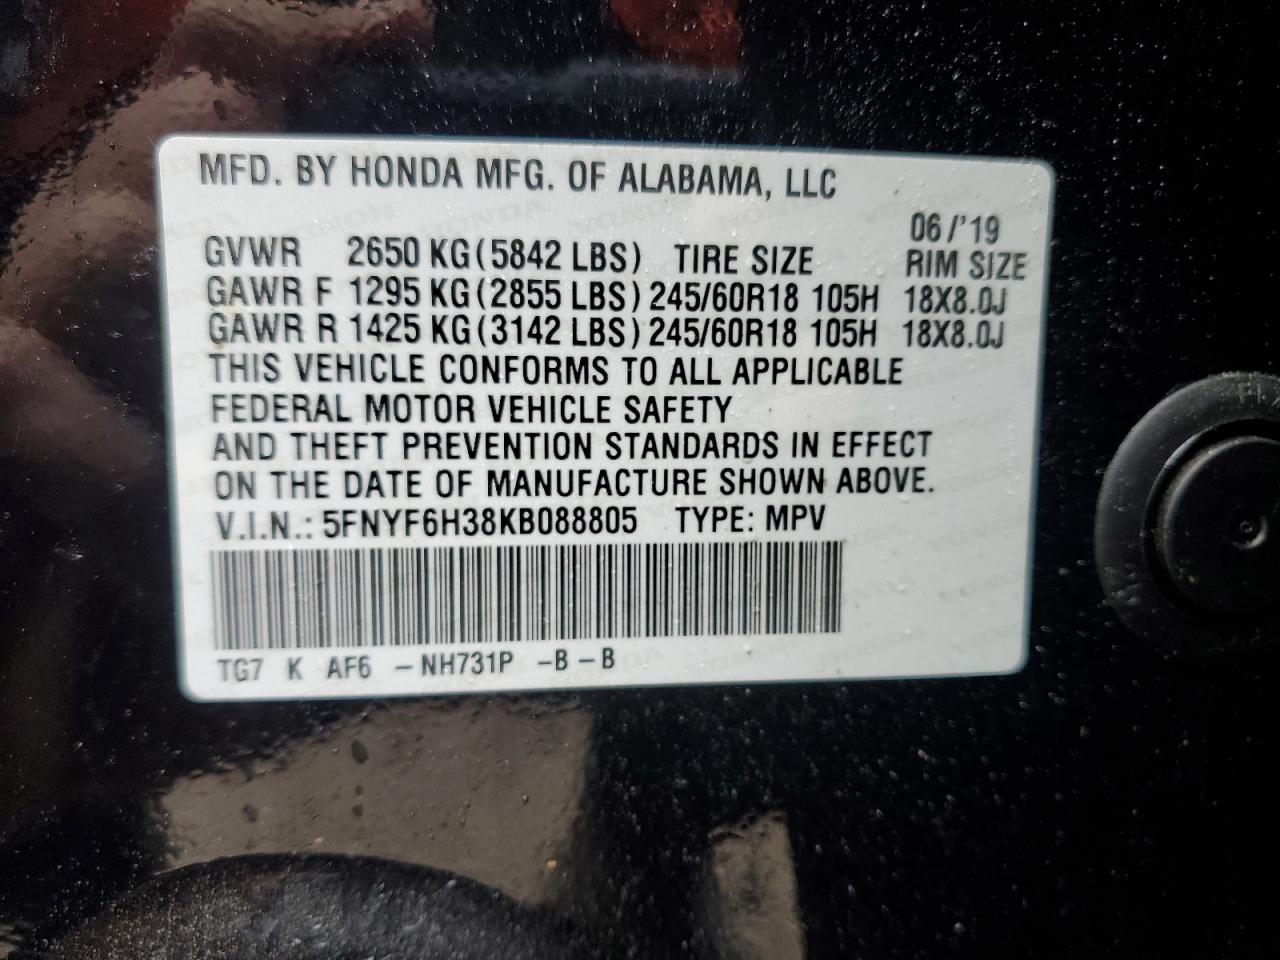 MFD. BY HONDA MFG. OF ALABAMA, LLC
06/'19
GVWR 2650 KG(5842 LBS) TIRE SIZE RIM SIZE
GAWR F 1295 KG(2855 LBS) 245/60R18 105H 18X8.0J
GAWR R 1425 KG(3142 LBS) 245/60R18 105H 18X8.0J
THIS VEHICLE CONFORMS TO ALL APPLICABLE
FEDERAL MOTOR VEHICLE SAFETY
AND THEFT PREVENTION STANDARDS IN EFFECT
ON THE DATE OF MANUFACTURE SHOWN ABOVE.
V.I.N.: 5FNYF6H38KB088805 TYPE: MPV
TG7 K AF6 -NH731P -B-B